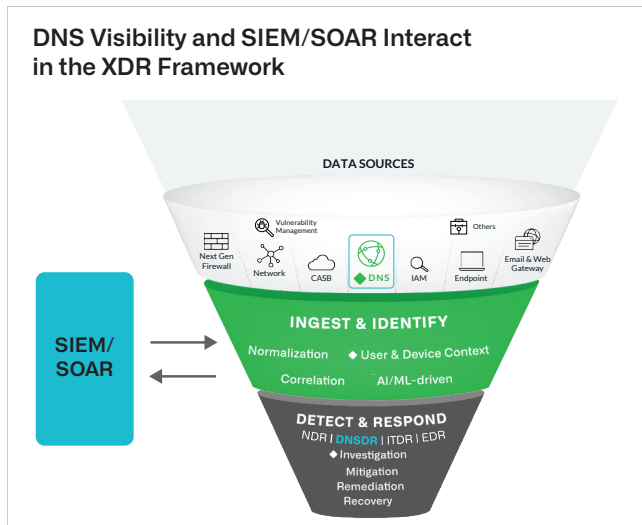 DNS Visibility and SIEM/SOAR Interact
in the XDR Framework
DATA SOURCES
Vulnerability
Management
Others
Next Gen
Firewall
Network
CASB
DNS
IAM
Endpoint
Email & Web
Gateway
SIEM/
SOAR
INGEST & IDENTIFY
Normalization
User & Device Context
Correlation
AI/ML-driven
DETECT & RESPOND
NDR | DNSDR | ITDR | EDR
Investigation
Mitigation
Remediation
Recovery